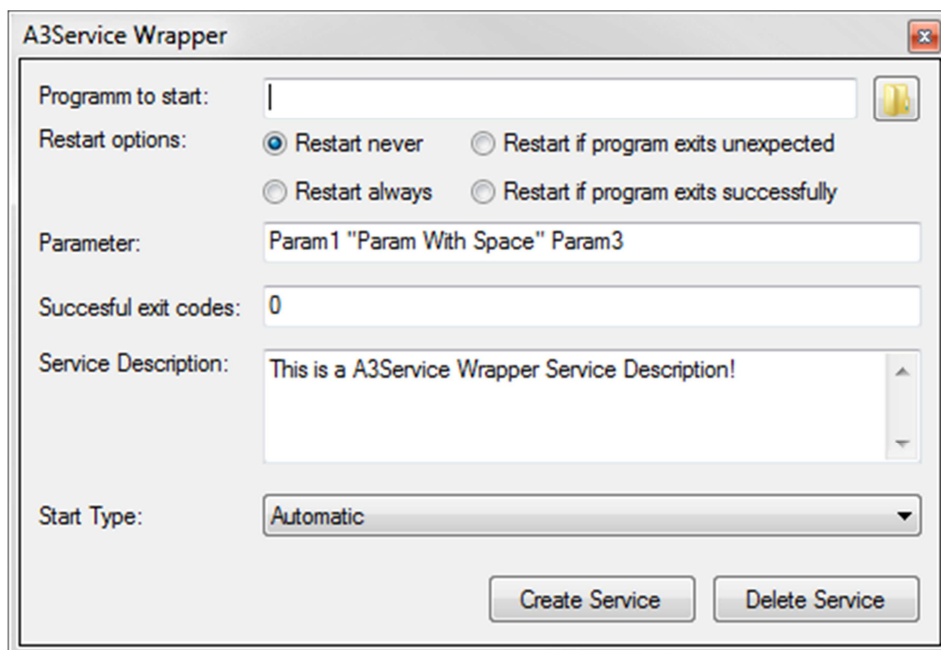 A3Service Wrapper
Programm to start:
Restart options: Restart never Restart if program exits unexpected
Restart always Restart if program exits successfully
Parameter: Param1 "Param With Space" Param3
Succesful exit codes: 0
Service Description: This is a A3Service Wrapper Service Description!
Start Type: Automatic
Create Service Delete Service